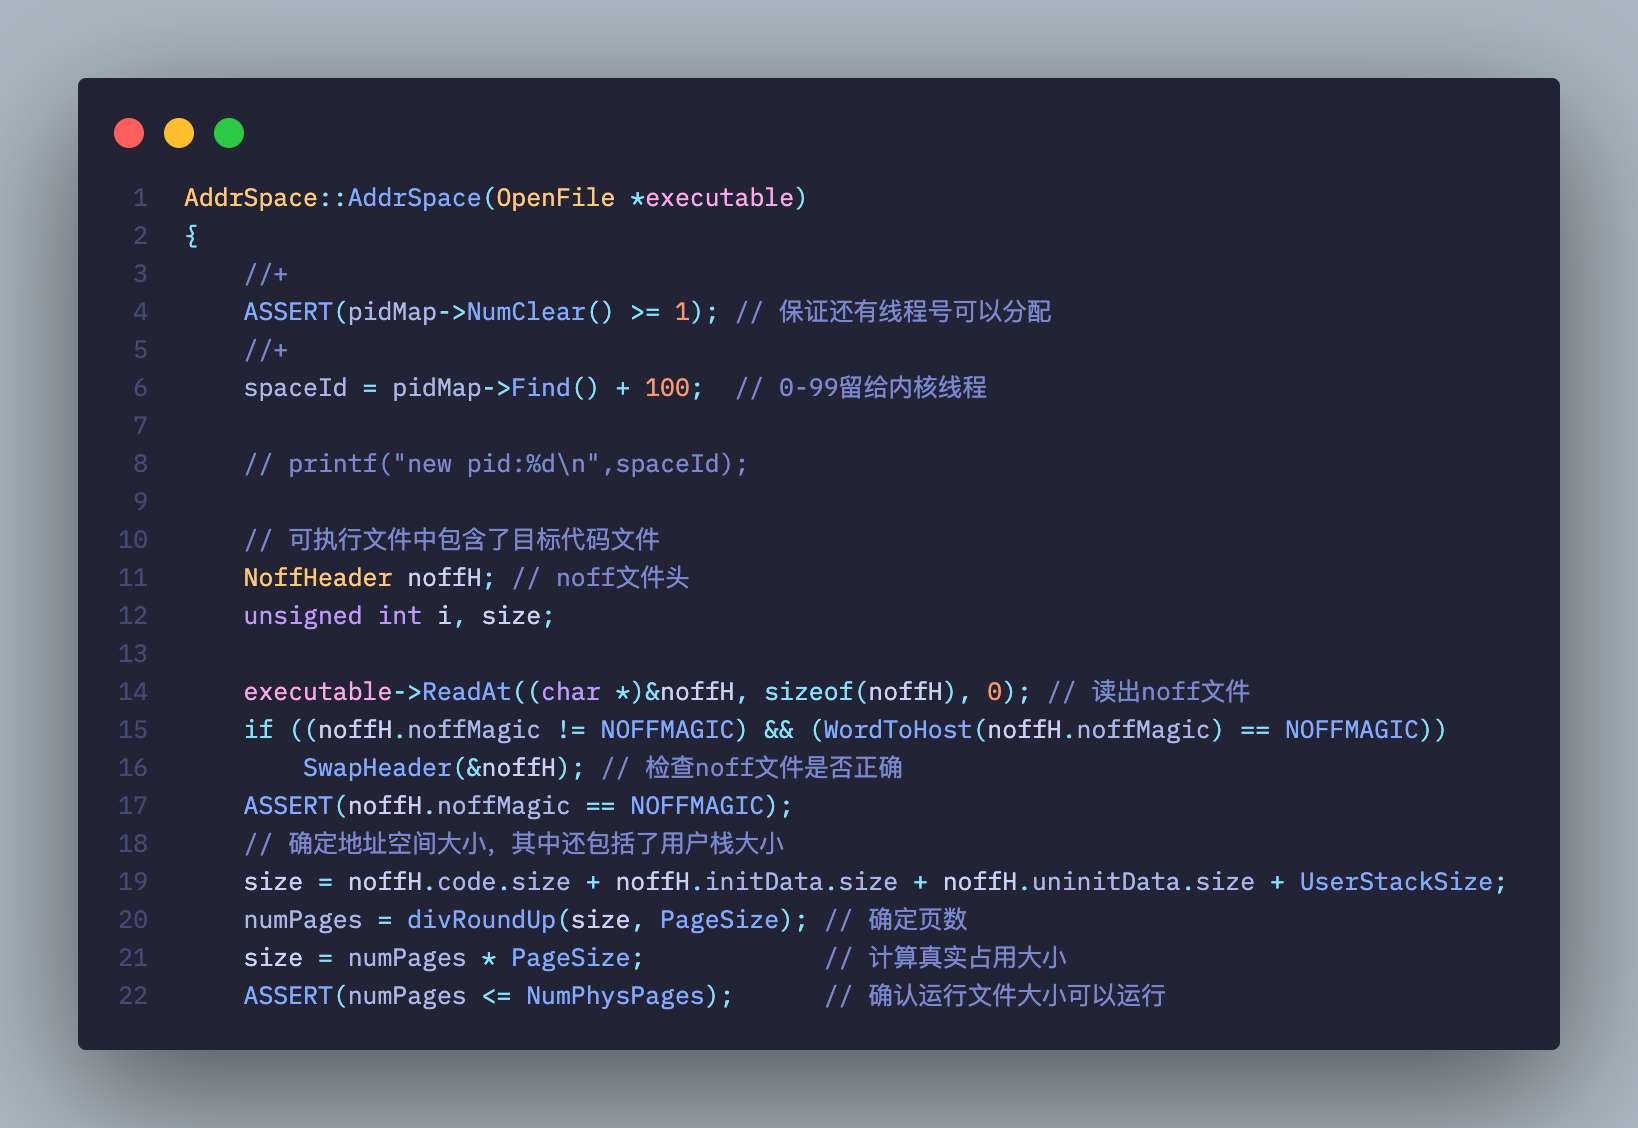 1 AddrSpace::AddrSpace(OpenFile *executable)
2 {
3     //+
4     ASSERT(pidMap->NumClear() >= 1); // 保证还有线程号可以分配
5     //+
6     spaceId = pidMap->Find() + 100;  // 0-99留给内核线程
7
8     // printf("new pid:%d\n",spaceId);
9
10     // 可执行文件中包含了目标代码文件
11     NoffHeader noffH; // noff文件头
12     unsigned int i, size;
13
14     executable->ReadAt((char *)&noffH, sizeof(noffH), 0); // 读出noff文件
15     if ((noffH.noffMagic != NOFFMAGIC) && (WordToHost(noffH.noffMagic) == NOFFMAGIC))
16         SwapHeader(&noffH); // 检查noff文件是否正确
17     ASSERT(noffH.noffMagic == NOFFMAGIC);
18     // 确定地址空间大小，其中还包括了用户栈大小
19     size = noffH.code.size + noffH.initData.size + noffH.uninitData.size + UserStackSize;
20     numPages = divRoundUp(size, PageSize); // 确定页数
21     size = numPages * PageSize;            // 计算真实占用大小
22     ASSERT(numPages <= NumPhysPages);      // 确认运行文件大小可以运行